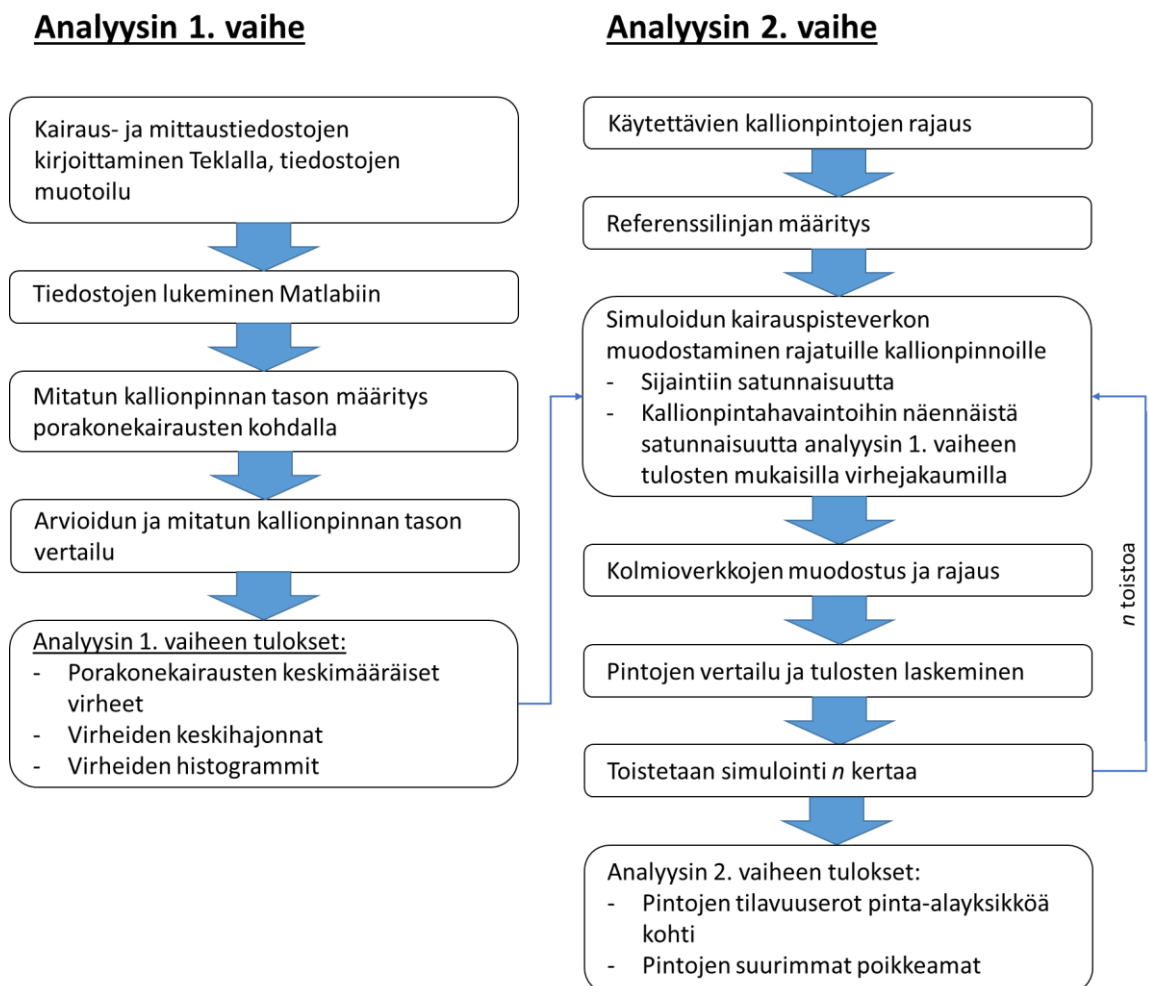 Analyysin 1. vaihe
Kairaus- ja mittaustiedostojen
kirjoittaminen Teklalla, tiedostojen
muotoilu
Tiedostojen lukeminen Matlabiin
Mitatun kallionpinnan tason määritys
porakonekairausten kohdalla
Arvioidun ja mitatun kallionpinnan tason
vertailu
Analyysin 1. vaiheen tulokset:
- Porakonekairausten keskimääräiset
virheet
- Virheiden keskihajonnat
- Virheiden histogrammit
Analyysin 2. vaihe
Käytettävien kallionpintojen rajaus
Referenssilinjan määritys
Simuloidun kairauspisteverkon
muodostaminen rajatuille kallionpinnoille
- Sijaintiin satunnaisuutta
- Kallionpintahavaintoihin näennäistä
satunnaisuutta analyysin 1. vaiheen
tulosten mukaisilla virhejakaumilla
Kolmioverkkojen muodostus ja rajaus
Pintojen vertailu ja tulosten laskeminen
Toistetaan simulointi n kertaa
n toistoa
Analyysin 2. vaiheen tulokset:
- Pintojen tilavuuserot pinta-alayksikköä
kohti
- Pintojen suurimmat poikkeamat